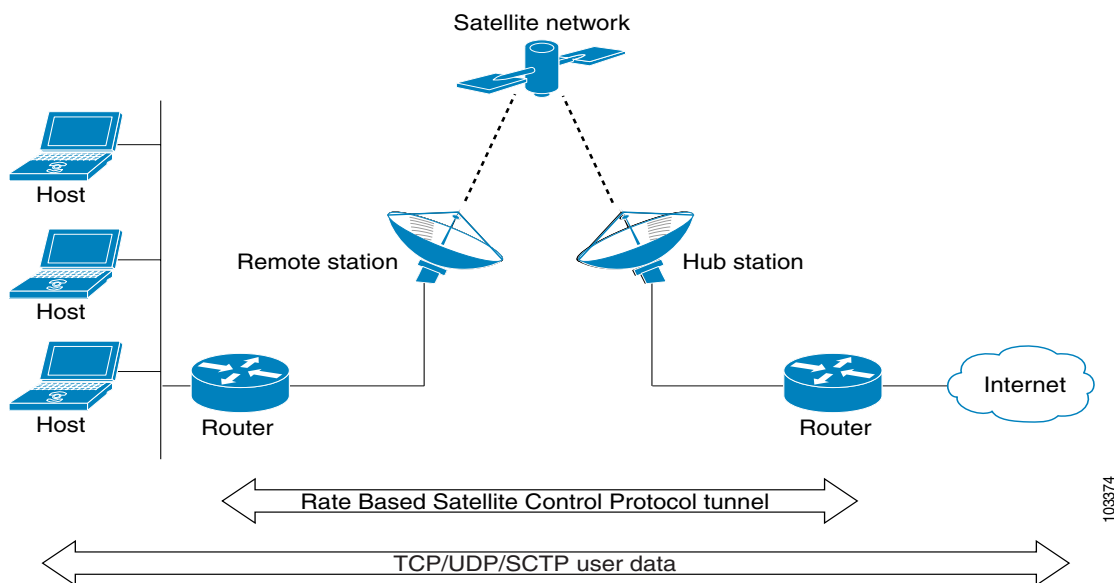 Satellite network
Host
Remote station
Hub station
Host
Internet
Host
Router
Router
Rate Based Satellite Control Protocol tunnel
103374
TCP/UDP/SCTP user data